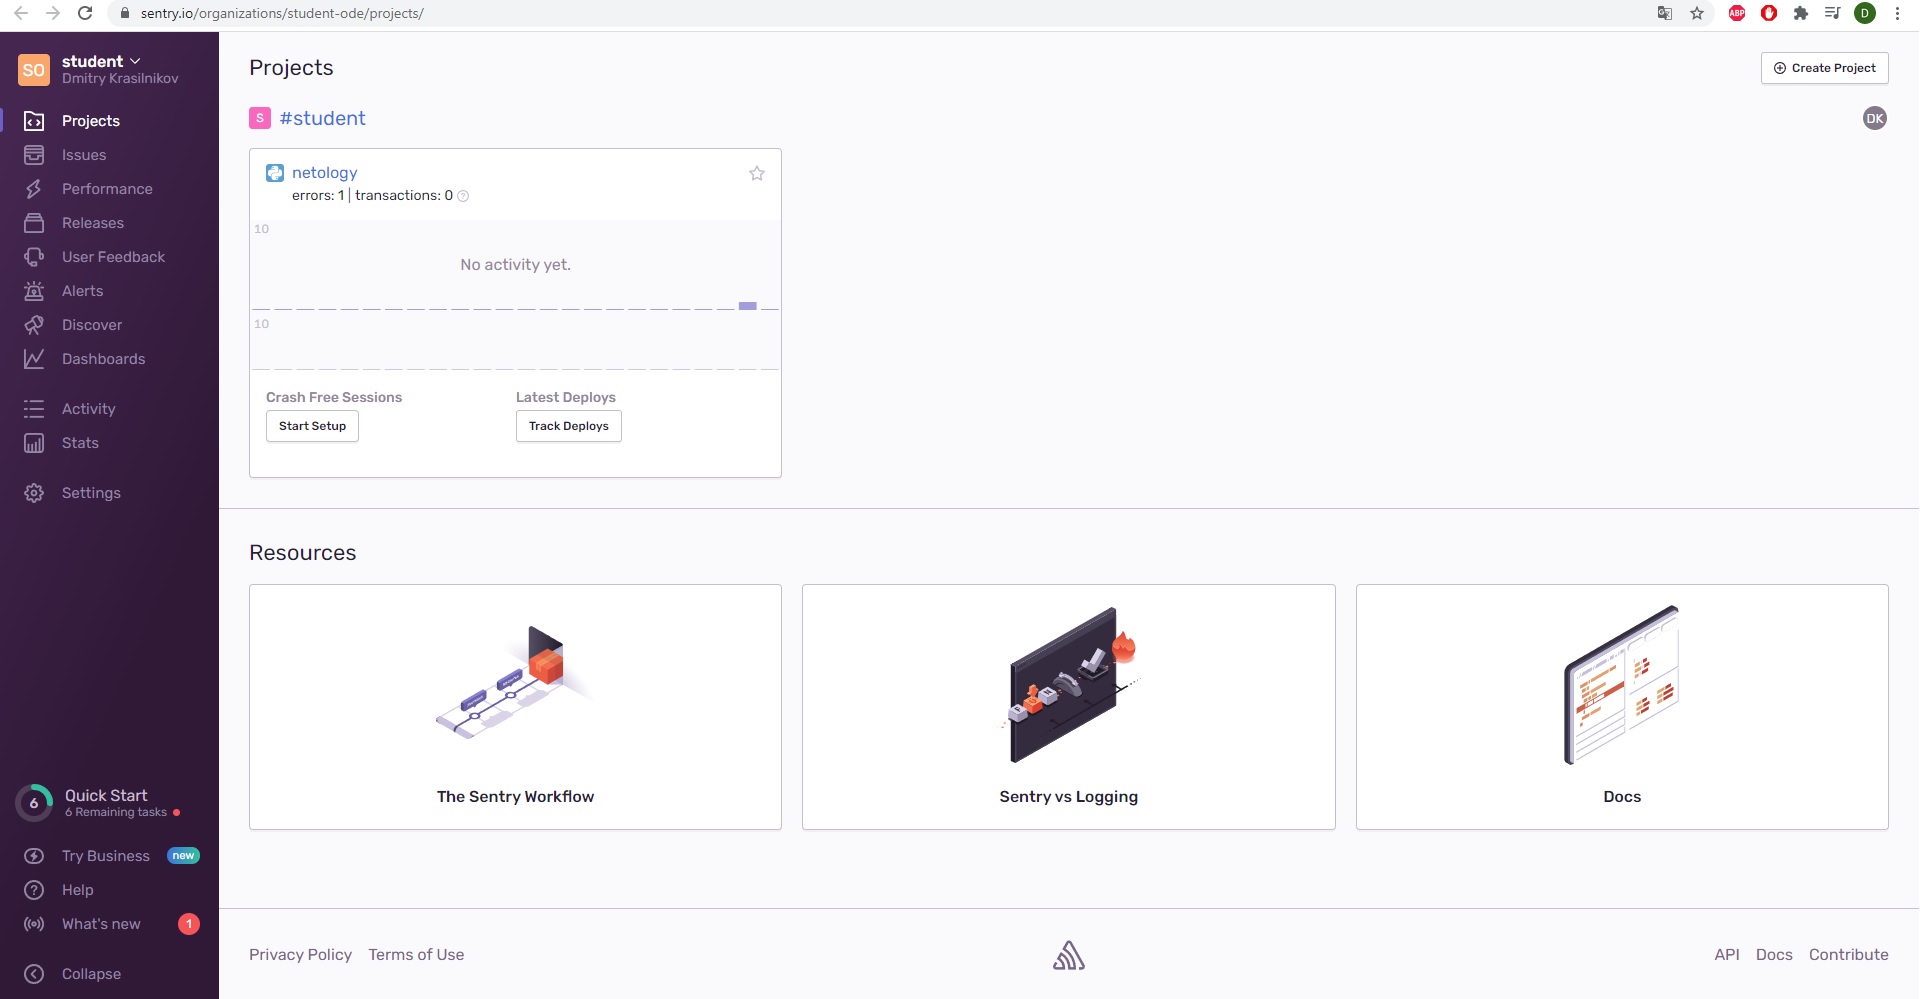 sentry.io/organizations/student-ode/projects/
ABP
D
SO
student
Dmitry Krasilnikov
Projects
Issues
Performance
Releases
User Feedback
Alerts
Discover
Dashboards
Activity
Stats
Settings
6
Quick Start
6 Remaining tasks
Try Business new
Help
What's new 1
Collapse
Projects
Create Project
S #student
DK
netology
errors: 1 | transactions: 0
10
No activity yet.
10
Crash Free Sessions
Start Setup
Latest Deploys
Track Deploys
Resources
The Sentry Workflow
Sentry vs Logging
Docs
Privacy Policy Terms of Use
API Docs Contribute